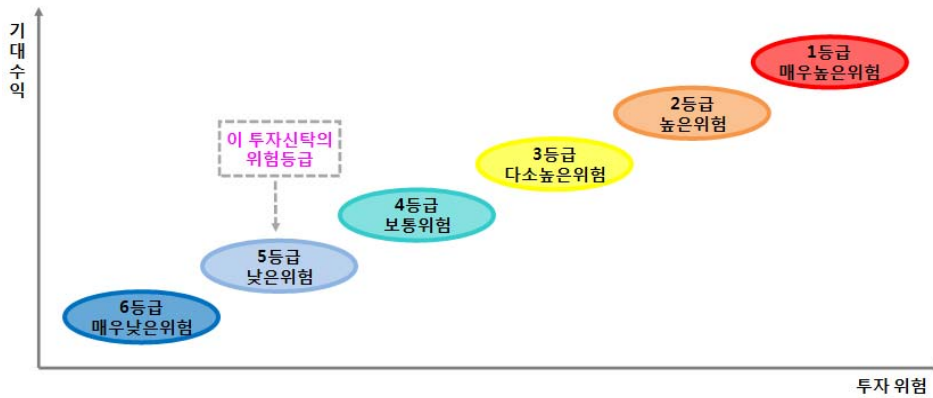 기대수익
1등급
매우높은위험
2등급
높은위험
이 투자신탁의
위험등급
3등급
다소높은위험
4등급
보통위험
5등급
낮은위험
6등급
매우낮은위험
투자 위험